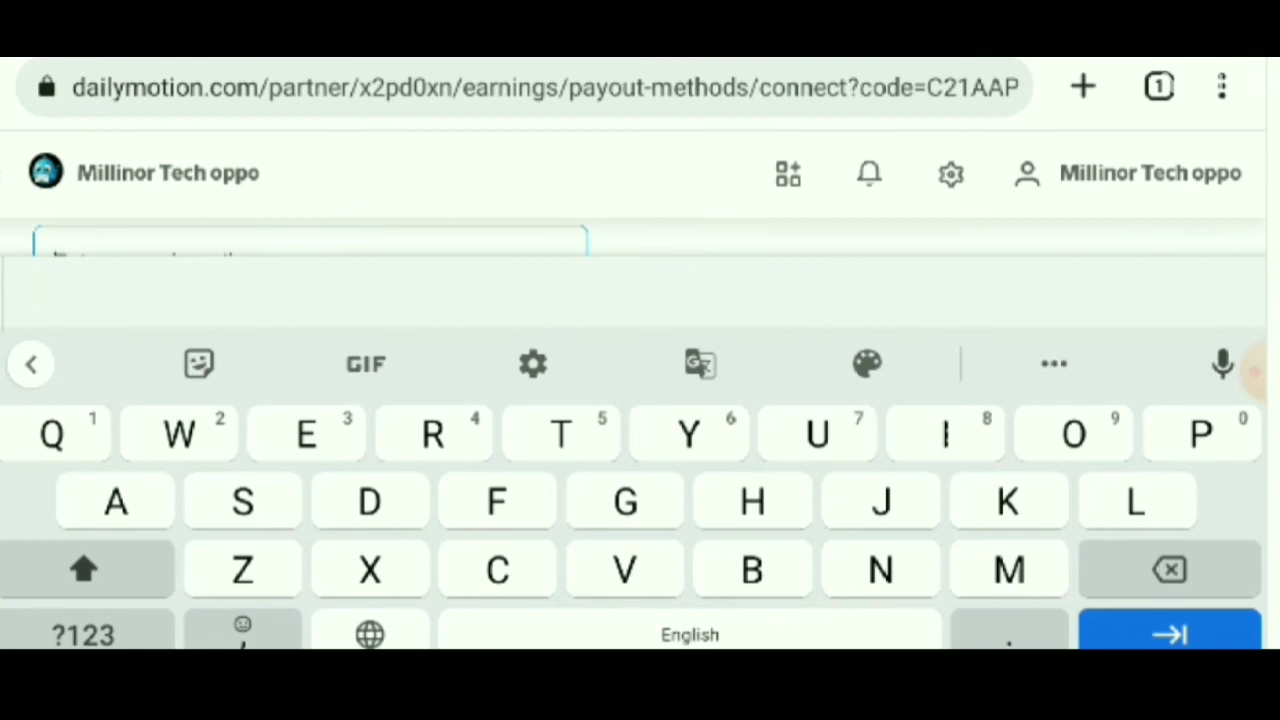 dailymotion.com/partner/x2pd0xn/earnings/payout-methods/connect?code=C21AAP
1
Millinor Tech oppo
Millinor Tech oppo
GIF
G
Q 1 W 2 E 3 R 4 T 5 Y 6 U 7 I 8 O 9 P 0
A S D F G H J K L
Z X C V B N M
?123 , English .